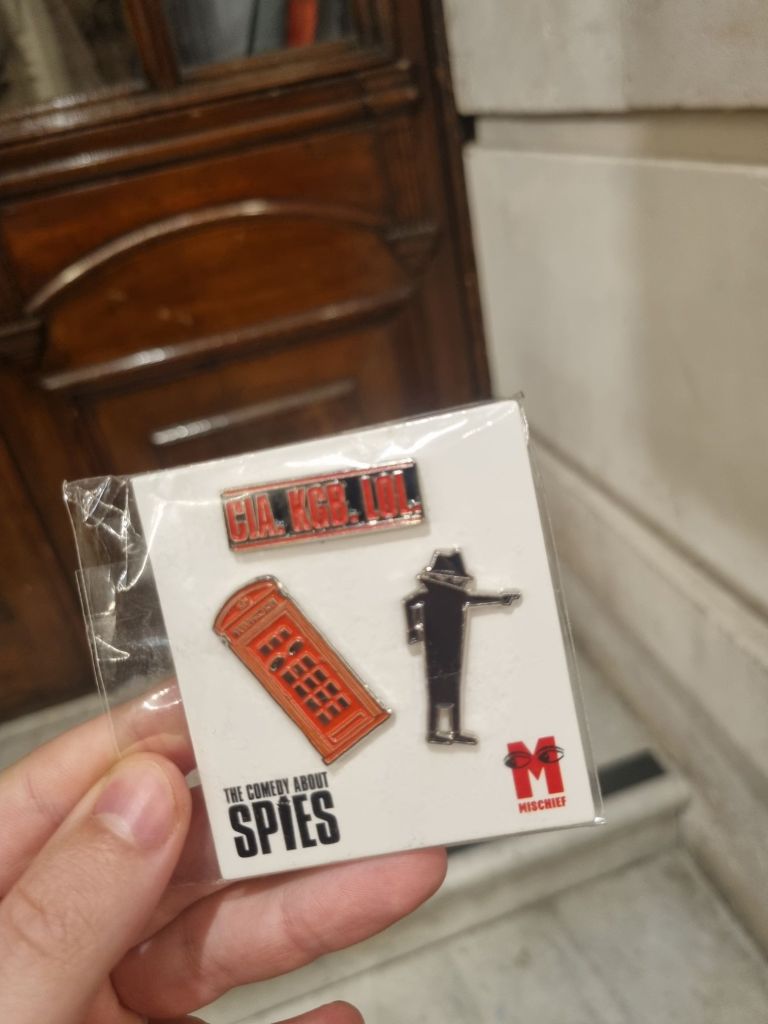 CIA. KGB. LOL.
THE COMEDY ABOUT
SPIES
M
MISCHIEF